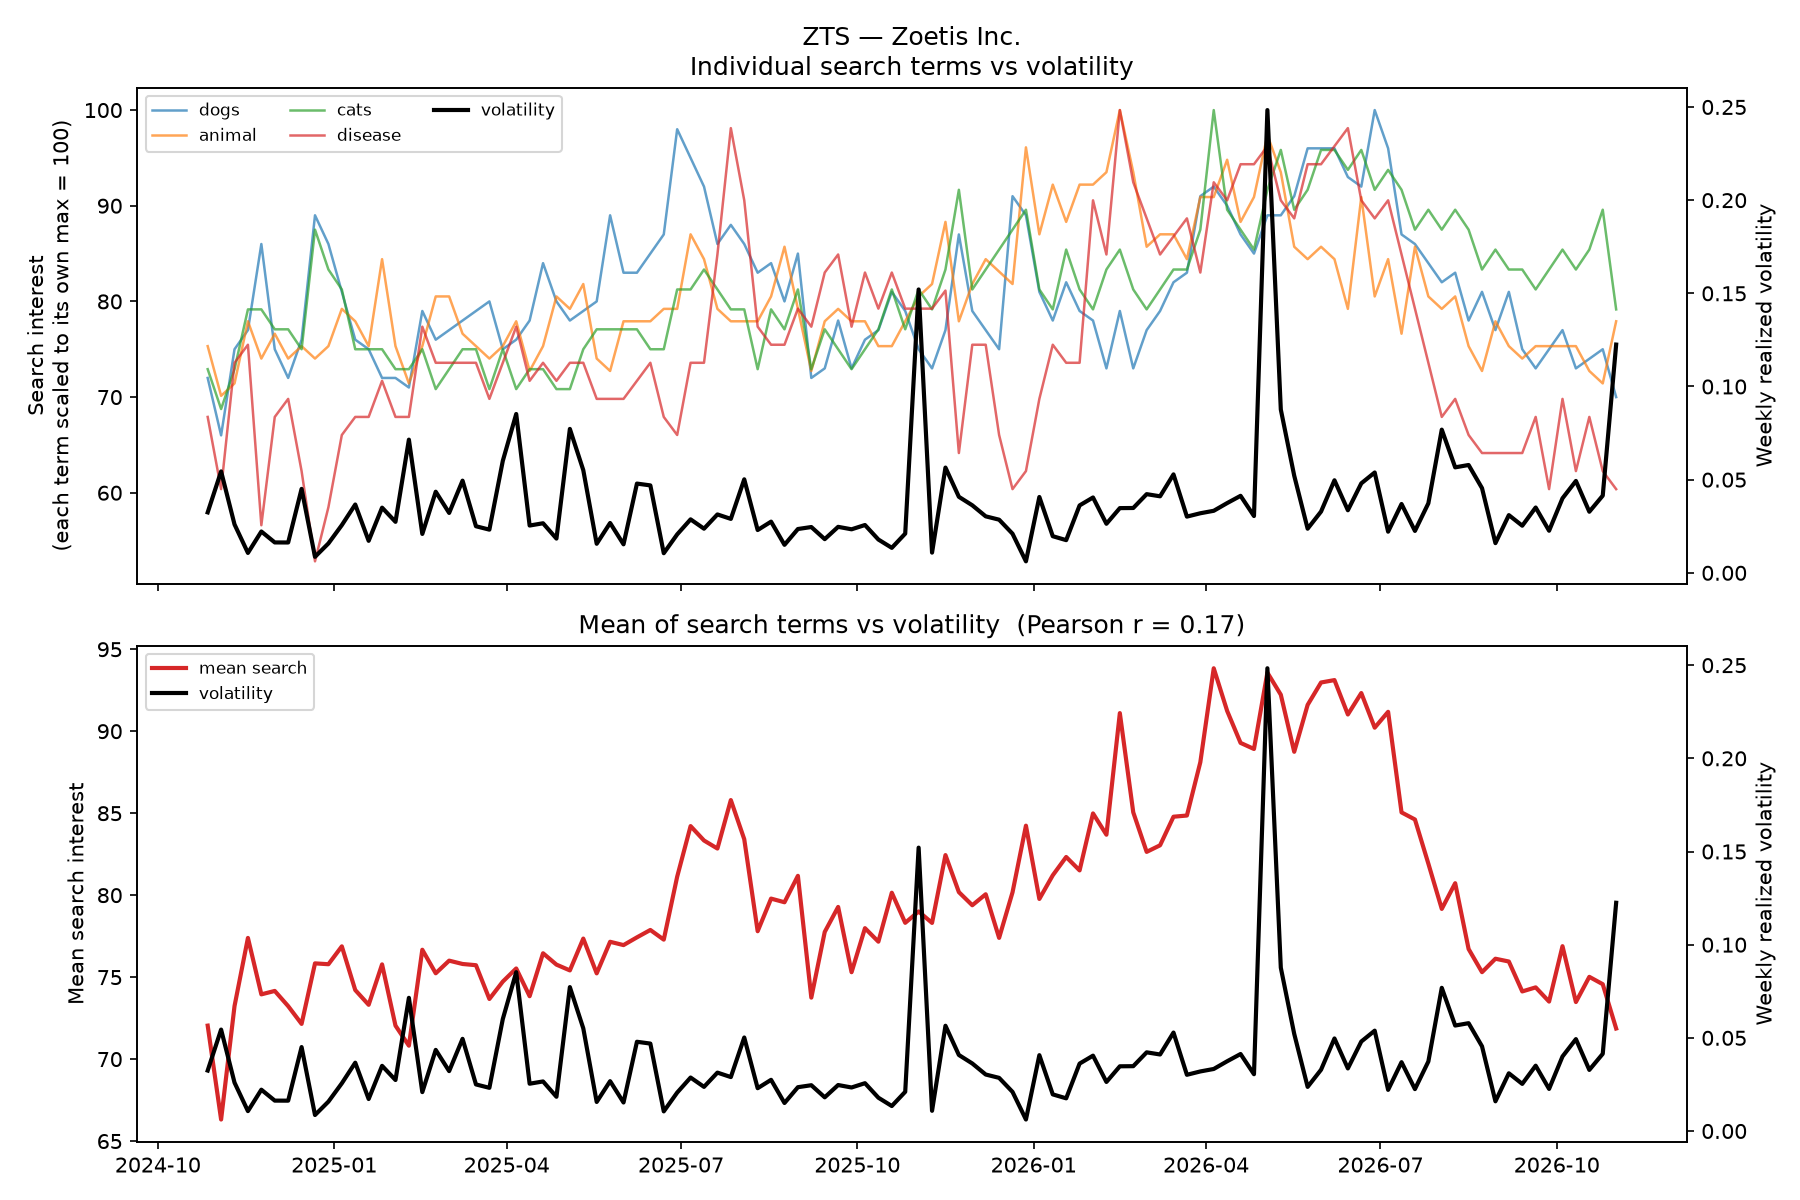 ZTS — Zoetis Inc.
Individual search terms vs volatility
dogs
animal
cats
disease
volatility
100
90
80
70
60
Search interest
(each term scaled to its own max = 100)
0.25
0.20
0.15
0.10
0.05
0.00
Weekly realized volatility
Mean of search terms vs volatility (Pearson r = 0.17)
mean search
volatility
95
90
85
80
75
70
65
Mean search interest
0.25
0.20
0.15
0.10
0.05
0.00
Weekly realized volatility
2024-10
2025-01
2025-04
2025-07
2025-10
2026-01
2026-04
2026-07
2026-10